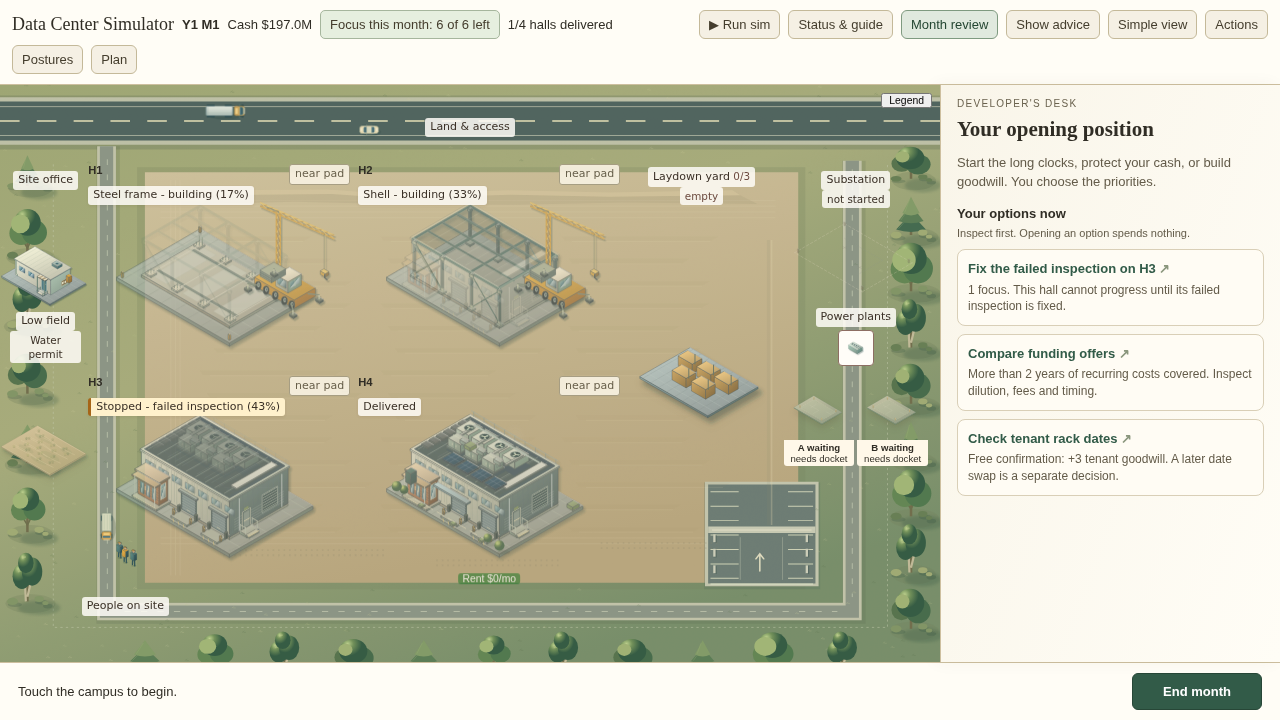 Data Center Simulator Y1 M1 Cash $197.0M Focus this month: 6 of 6 left 1/4 halls delivered ▶ Run sim Status & guide Month review Show advice Simple view Actions
Postures Plan
Legend
Land & access
Site office
H1
near pad
Steel frame - building (17%)
H2
near pad
Shell - building (33%)
Laydown yard 0/3
empty
Substation
not started
Low field
Water
permit
Power plants
H3
near pad
Stopped - failed inspection (43%)
H4
near pad
Delivered
A waiting
needs docket
B waiting
needs docket
Rent $0/mo
People on site
DEVELOPER'S DESK
Your opening position
Start the long clocks, protect your cash, or build
goodwill. You choose the priorities.
Your options now
Inspect first. Opening an option spends nothing.
Fix the failed inspection on H3 ↗
1 focus. This hall cannot progress until its failed
inspection is fixed.
Compare funding offers ↗
More than 2 years of recurring costs covered. Inspect
dilution, fees and timing.
Check tenant rack dates ↗
Free confirmation: +3 tenant goodwill. A later date
swap is a separate decision.
Touch the campus to begin.
End month